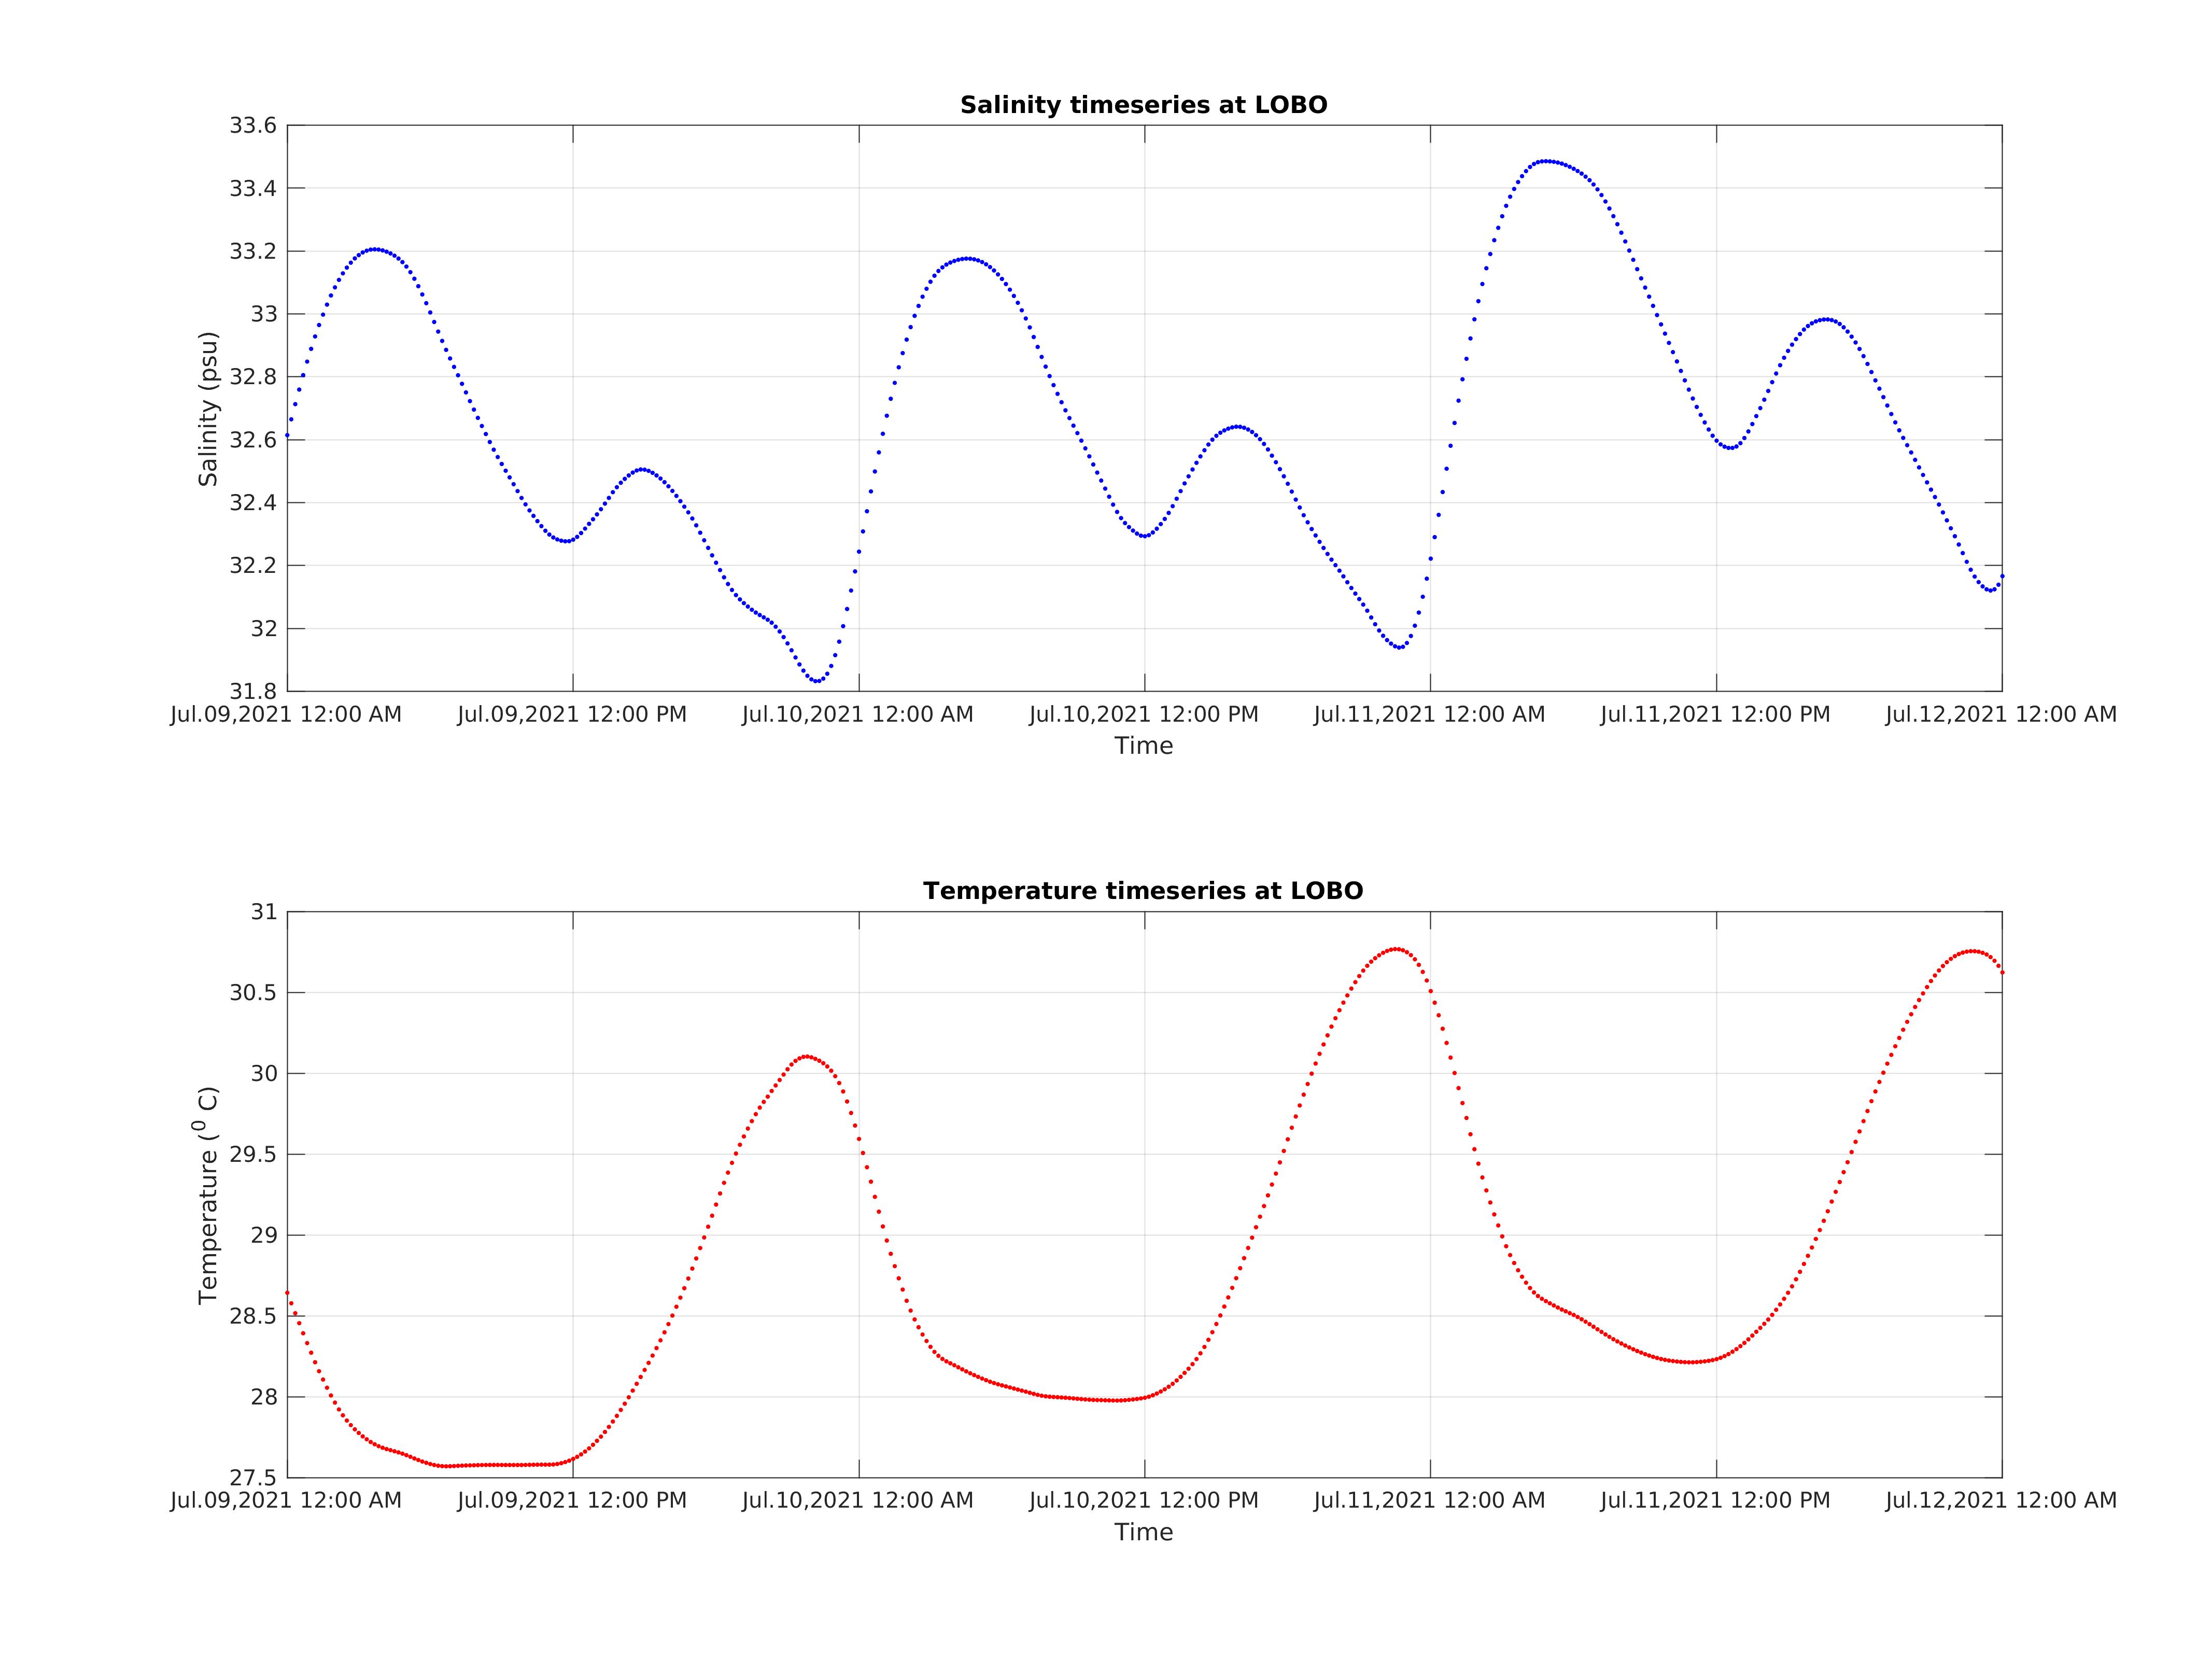 Salinity timeseries at LOBO
33.6
33.4
33.2
33
32.8
32.6
32.4
32.2
32
31.8
Salinity (psu)
Jul.09,2021 12:00 AM Jul.09,2021 12:00 PM Jul.10,2021 12:00 AM Jul.10,2021 12:00 PM Jul.11,2021 12:00 AM Jul.11,2021 12:00 PM Jul.12,2021 12:00 AM
Time
Temperature timeseries at LOBO
31
30.5
30
29.5
29
28.5
28
27.5
Temperature (⁰ C)
Jul.09,2021 12:00 AM Jul.09,2021 12:00 PM Jul.10,2021 12:00 AM Jul.10,2021 12:00 PM Jul.11,2021 12:00 AM Jul.11,2021 12:00 PM Jul.12,2021 12:00 AM
Time